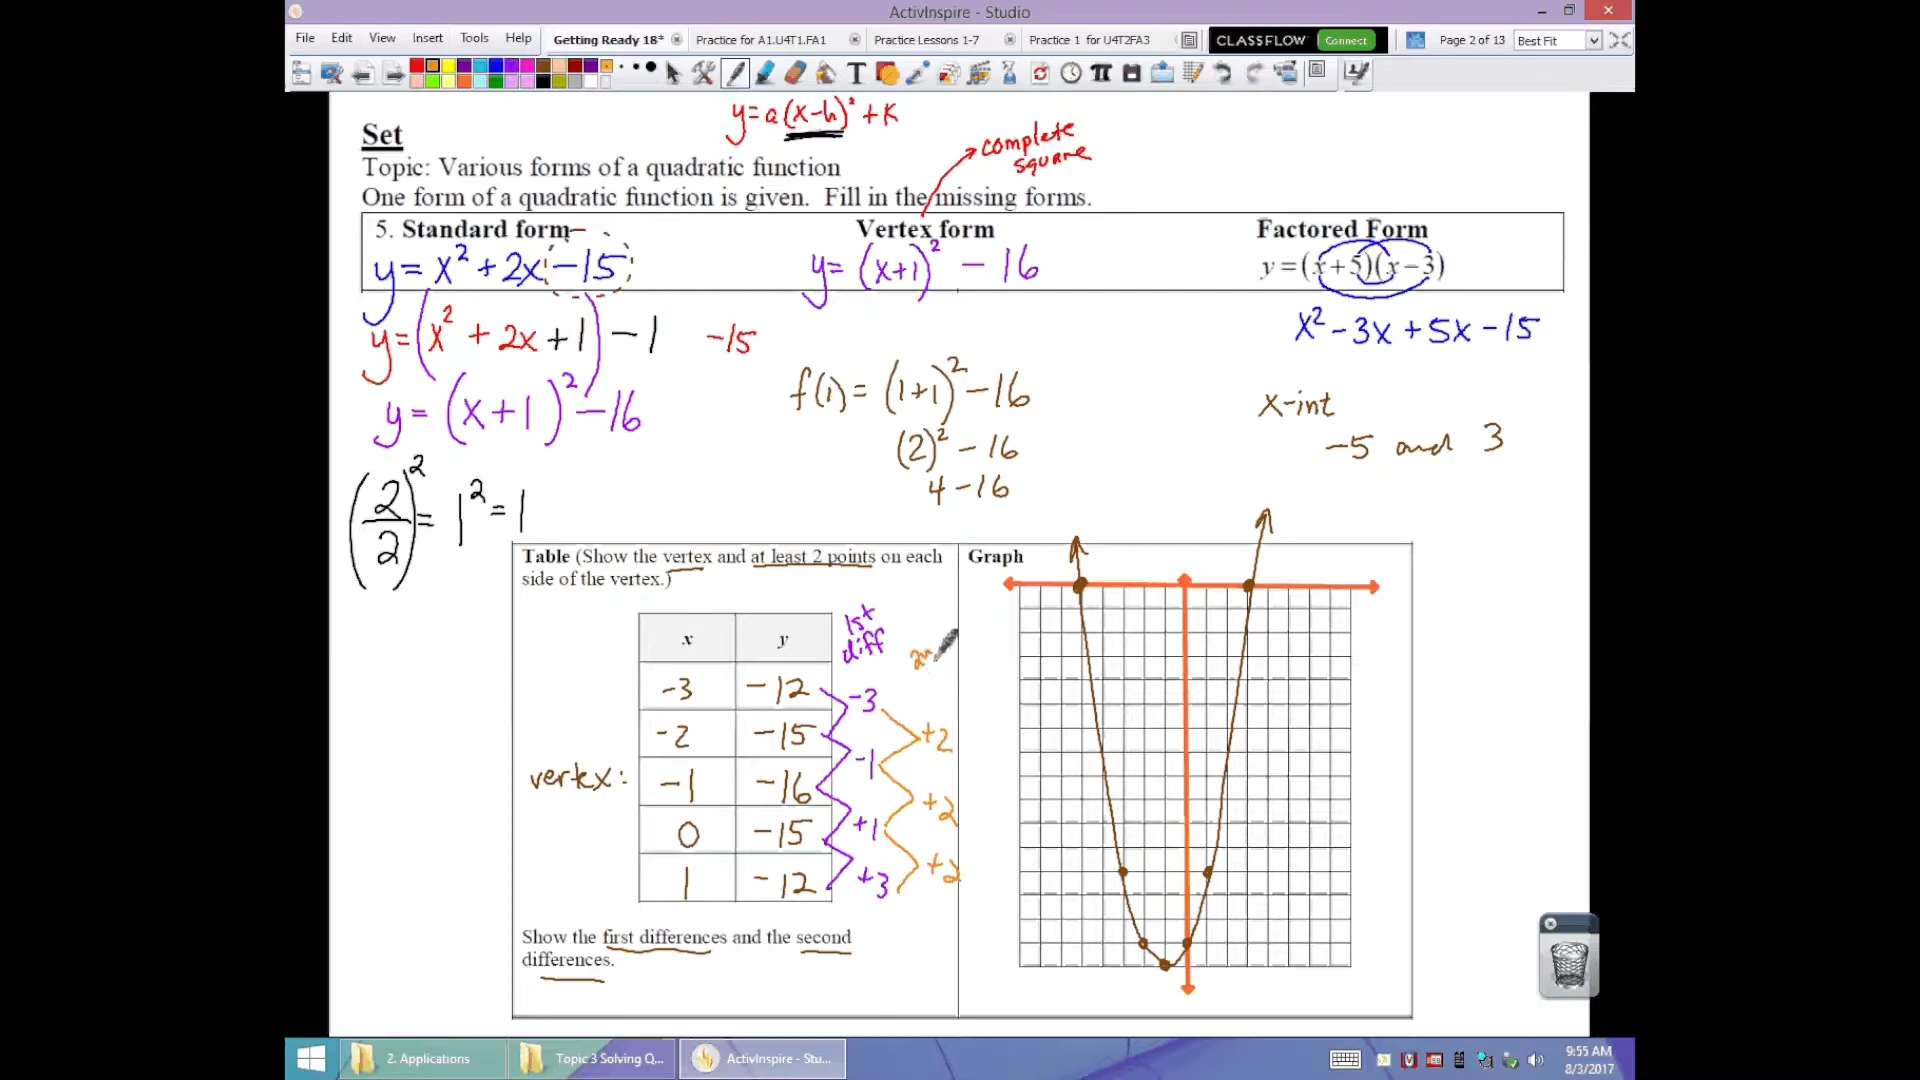 ActivInspire - Studio
File Edit View Insert Tools Help
Getting Ready 18* Practice for A1.U4T1.FA1 Practice Lessons 1-7 Practice 1 for U4T2FA3
CLASSFLOW Connect
Page 2 of 13 Best Fit
y=a(x-h)²+k
Set
complete square
Topic: Various forms of a quadratic function
One form of a quadratic function is given. Fill in the missing forms.
5. Standard form Vertex form Factored Form
y = x² + 2x - 15 y = (x+1)² - 16 y = (x+5)(x-3)
y = (x² + 2x + 1) - 1 -15
x² - 3x + 5x - 15
y = (x+1)² - 16
f(1) = (1+1)² - 16
(2)² - 16
4 - 16
x-int
-5 and 3
(2/2)² = 1² = 1
Table (Show the vertex and at least 2 points on each
side of the vertex.)
Graph
1st
diff
x y
-3 -12
-2 -15
vertex: -1 -16
0 -15
1 -12
-3
-1
+1
+3
+2
+2
+2
Show the first differences and the second
differences.
2. Applications Topic 3 Solving Q... ActivInspire - Stu...
9:55 AM
8/3/2017